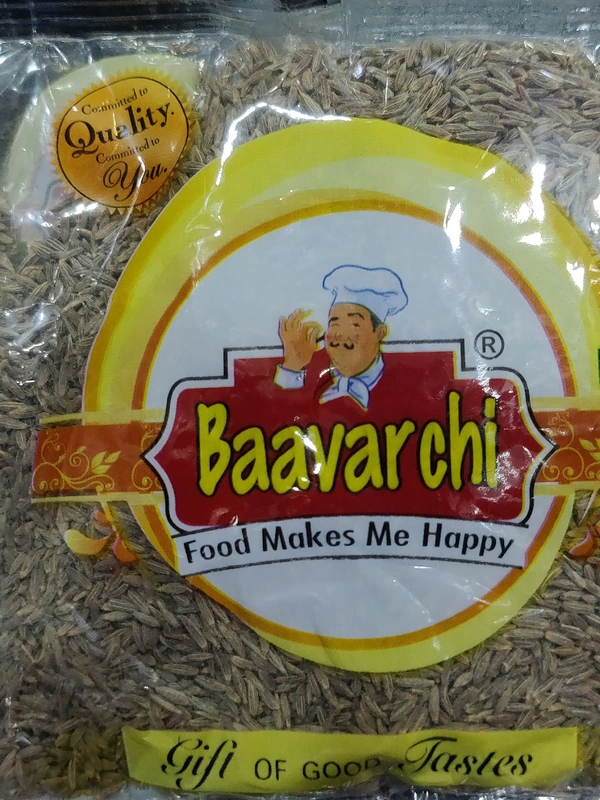 Committed to
Quality.
Committed to
You.
®
Baavarchi
Food Makes Me Happy
Gift OF GOOD Tastes